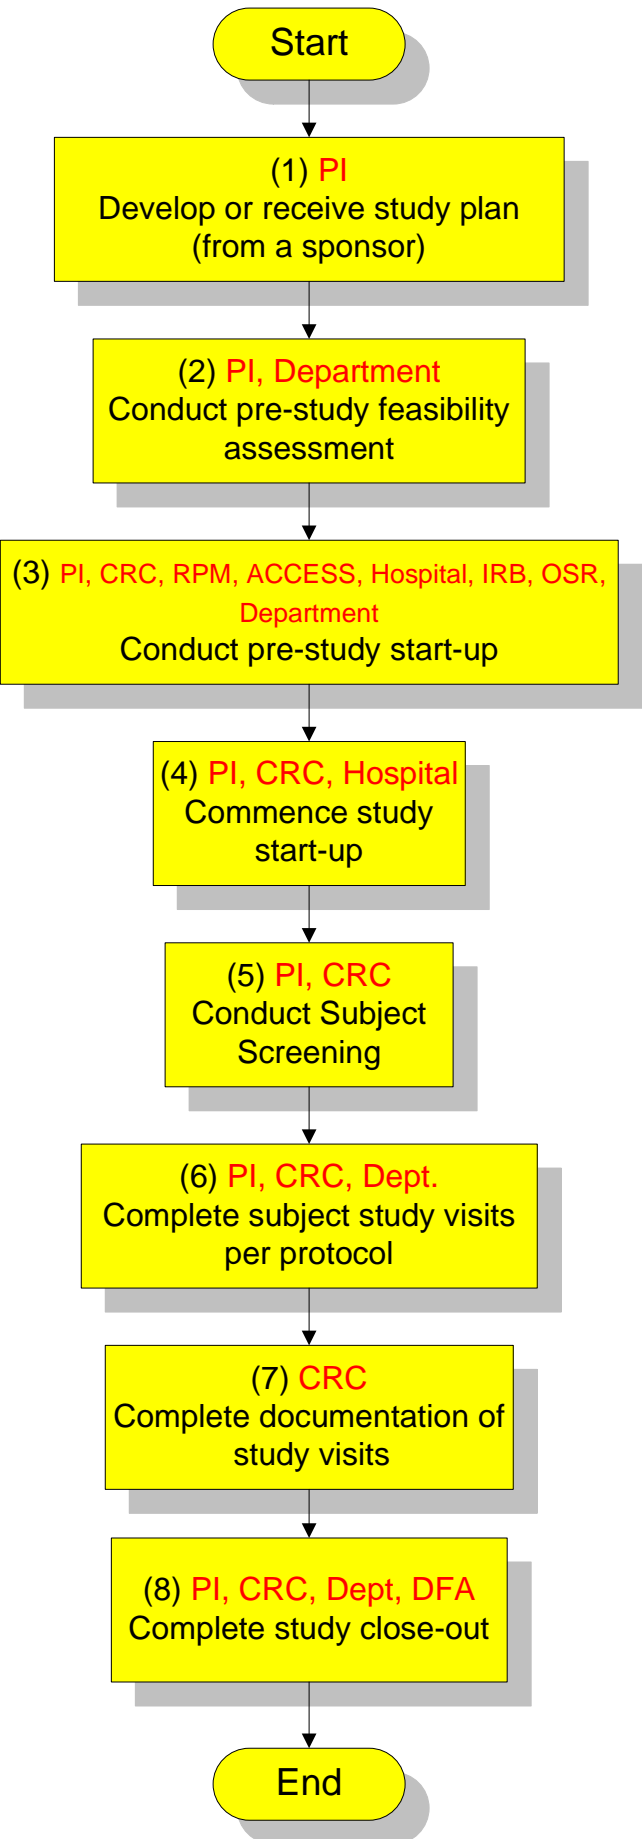 Start
(1) PI
Develop or receive study plan
(from a sponsor)
(2) PI, Department
Conduct pre-study feasibility
assessment
(3) PI, CRC, RPM, ACCESS, Hospital, IRB, OSR,
Department
Conduct pre-study start-up
(4) PI, CRC, Hospital
Commence study
start-up
(5) PI, CRC
Conduct Subject
Screening
(6) PI, CRC, Dept.
Complete subject study visits
per protocol
(7) CRC
Complete documentation of
study visits
(8) PI, CRC, Dept, DFA
Complete study close-out
End